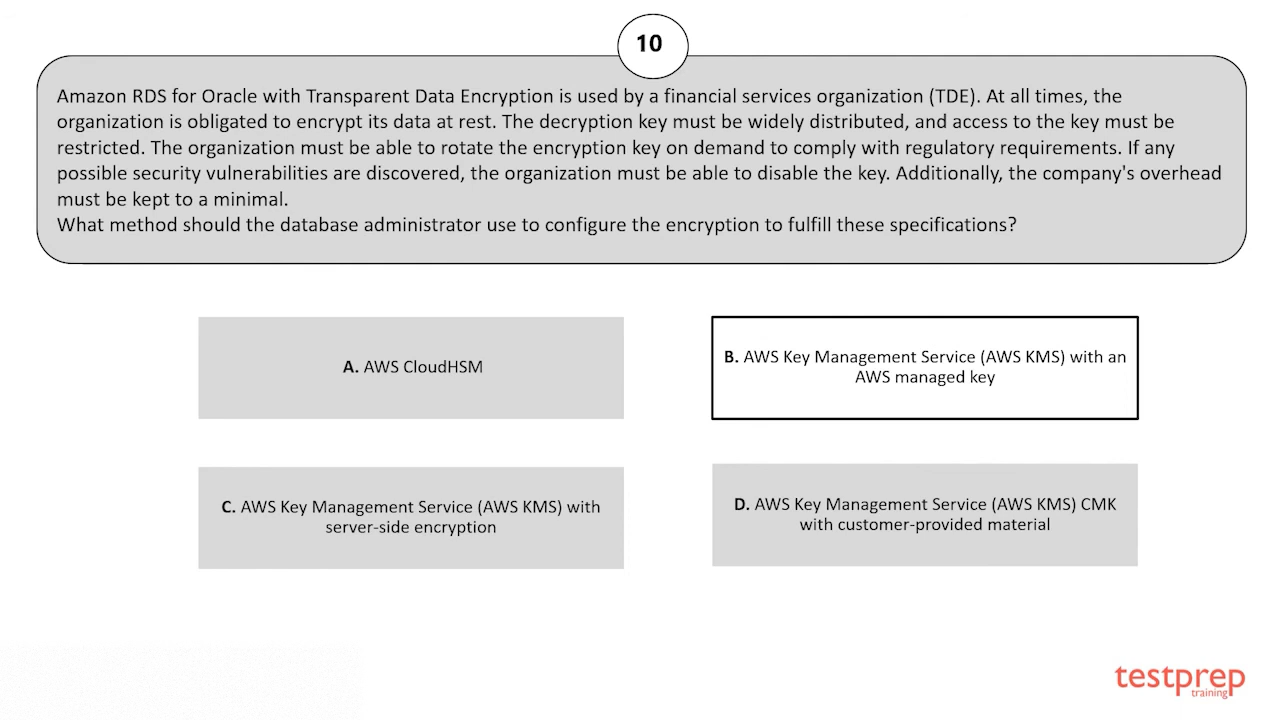 10
Amazon RDS for Oracle with Transparent Data Encryption is used by a financial services organization (TDE). At all times, the
organization is obligated to encrypt its data at rest. The decryption key must be widely distributed, and access to the key must be
restricted. The organization must be able to rotate the encryption key on demand to comply with regulatory requirements. If any
possible security vulnerabilities are discovered, the organization must be able to disable the key. Additionally, the company's overhead
must be kept to a minimal.
What method should the database administrator use to configure the encryption to fulfill these specifications?
A. AWS CloudHSM
B. AWS Key Management Service (AWS KMS) with an
AWS managed key
C. AWS Key Management Service (AWS KMS) with
server-side encryption
D. AWS Key Management Service (AWS KMS) CMK
with customer-provided material
testprep
training